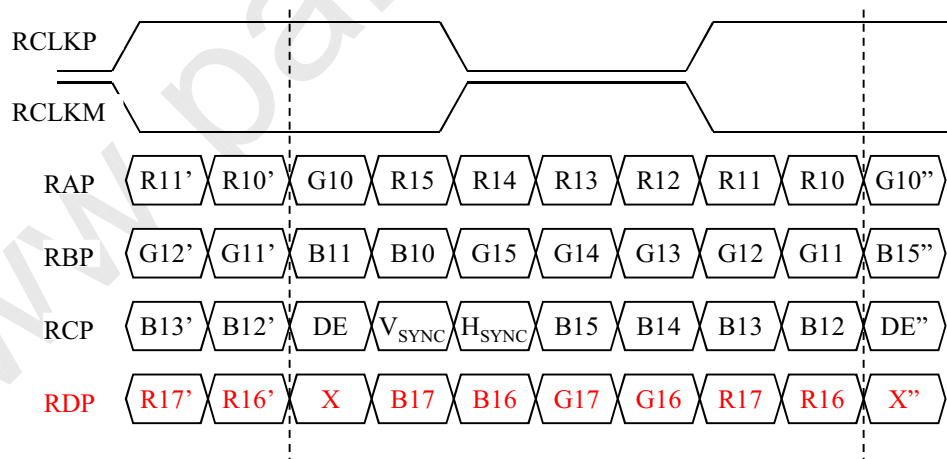 RCLKP
RCLKM
RAP R11’ R10’ G10 R15 R14 R13 R12 R11 R10 G10”
RBP G12’ G11’ B11 B10 G15 G14 G13 G12 G11 B15”
RCP B13’ B12’ DE VSYNC HSYNC B15 B14 B13 B12 DE”
RDP R17’ R16’ X B17 B16 G17 G16 R17 R16 X”